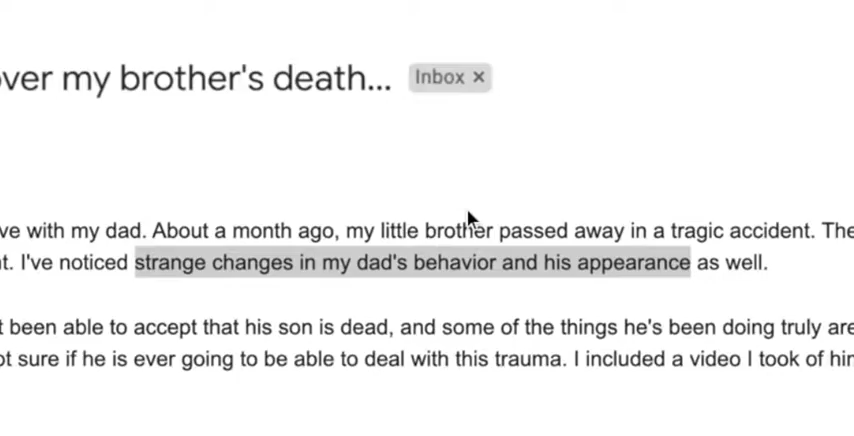 over my brother's death... Inbox ×
ve with my dad. About a month ago, my little brother passed away in a tragic accident. The
t. I've noticed strange changes in my dad's behavior and his appearance as well.
t been able to accept that his son is dead, and some of the things he's been doing truly are
ot sure if he is ever going to be able to deal with this trauma. I included a video I took of him